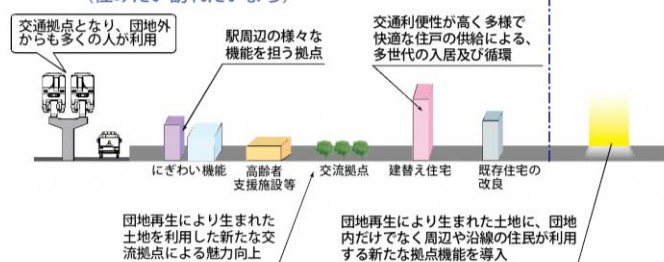 交通拠点となり、団地外
からも多くの人が利用
駅周辺の様々な
機能を担う拠点
交通利便性が高く多様で
快適な住戸の供給による、
多世代の入居及び循環
にぎわい機能
高齢者
支援施設等
交流拠点
建替え住宅
既存住宅の
改良
団地再生により生まれた
土地を利用した新たな交
流拠点による魅力向上
団地再生により生まれた土地に、団地
内だけでなく周辺や沿線の住民が利用
する新たな拠点機能を導入